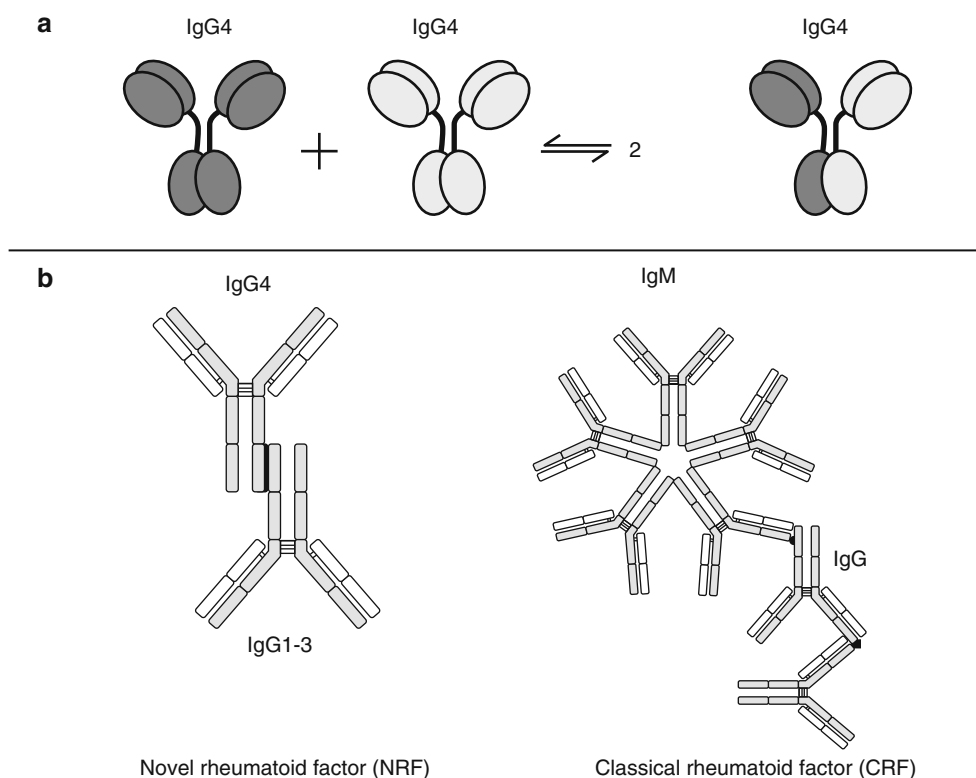 a
IgG4 IgG4 IgG4
2
b
IgG4
IgM
IgG
IgG1-3
Novel rheumatoid factor (NRF) Classical rheumatoid factor (CRF)